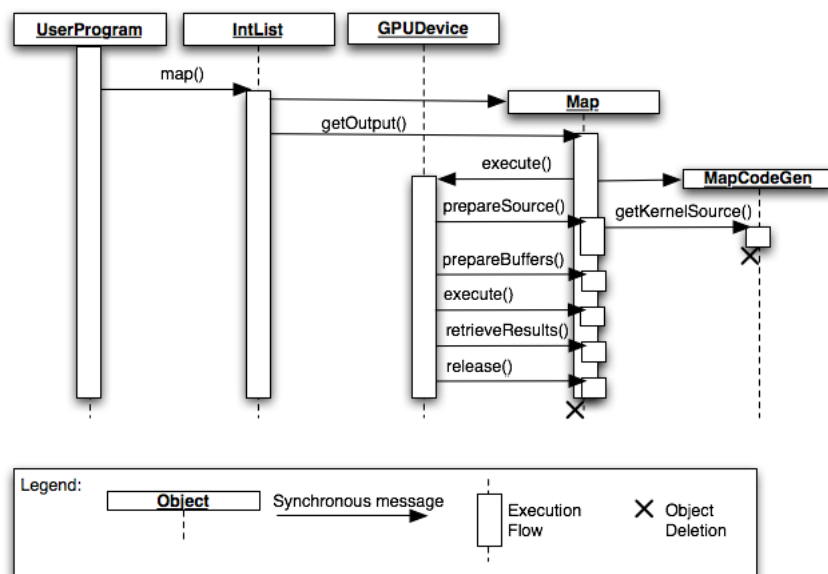 UserProgram
IntList
GPUDevice
map()
Map
getOutput()
execute()
MapCodeGen
prepareSource()
getKernelSource()
prepareBuffers()
execute()
retrieveResults()
release()
Legend:
Object
Synchronous message
Execution
Flow
Object
Deletion